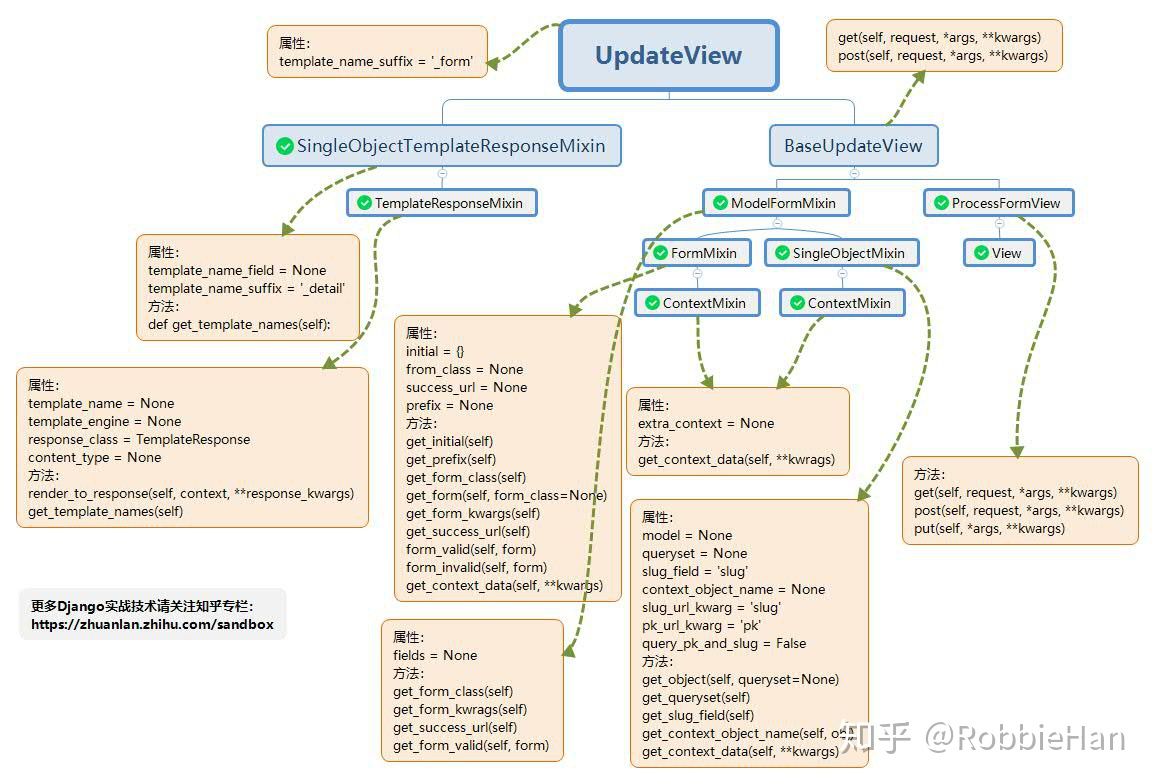 UpdateView
属性：
template_name_suffix = '_form'
get(self, request, *args, **kwargs)
post(self, request, *args, **kwargs)
SingleObjectTemplateResponseMixin
BaseUpdateView
TemplateResponseMixin
ModelFormMixin
ProcessFormView
FormMixin
SingleObjectMixin
View
ContextMixin
ContextMixin
属性：
template_name_field = None
template_name_suffix = '_detail'
方法：
def get_template_names(self):
属性：
template_name = None
template_engine = None
response_class = TemplateResponse
content_type = None
方法：
render_to_response(self, context, **response_kwargs)
get_template_names(self)
属性：
initial = {}
from_class = None
success_url = None
prefix = None
方法：
get_initial(self)
get_prefix(self)
get_form_class(self)
get_form(self, form_class=None)
get_form_kwargs(self)
get_success_url(self)
form_valid(self, form)
form_invalid(self, form)
get_context_data(self, **kwargs)
属性：
extra_context = None
方法：
get_context_data(self, **kwrags)
方法：
get(self, request, *args, **kwargs)
post(self, request, *args, **kwargs)
put(self, *args, **kwargs)
属性：
model = None
queryset = None
slug_field = 'slug'
context_object_name = None
slug_url_kwarg = 'slug'
pk_url_kwarg = 'pk'
query_pk_and_slug = False
方法：
get_object(self, queryset=None)
get_queryset(self)
get_slug_field(self)
get_context_object_name(self, obj)
get_context_data(self, **kwargs)
属性：
fields = None
方法：
get_form_class(self)
get_form_kwrags(self)
get_success_url(self)
get_form_valid(self, form)
更多Django实战技术请关注知乎专栏：
https://zhuanlan.zhihu.com/sandbox
知乎 @RobbieHan